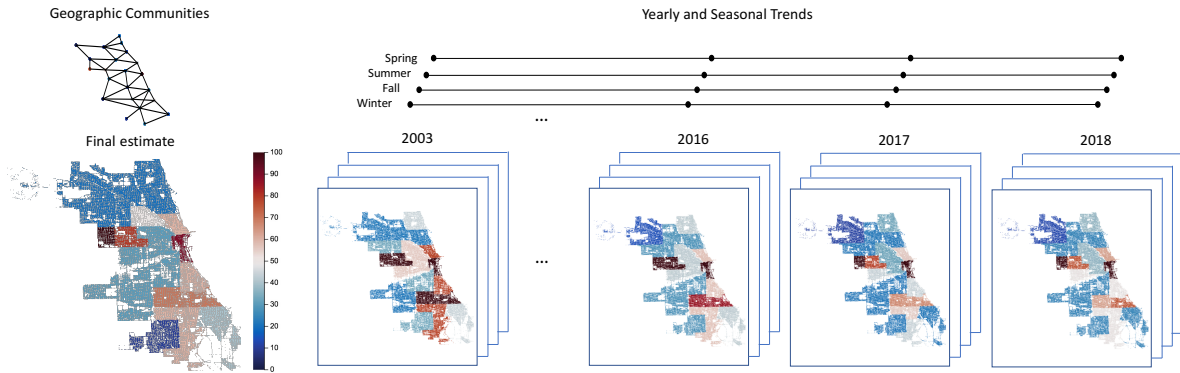 Geographic Communities
Yearly and Seasonal Trends
Spring
Summer
Fall
Winter
...
Final estimate
2003
2016
2017
2018
100
90
80
70
60
50
40
30
20
10
0
...